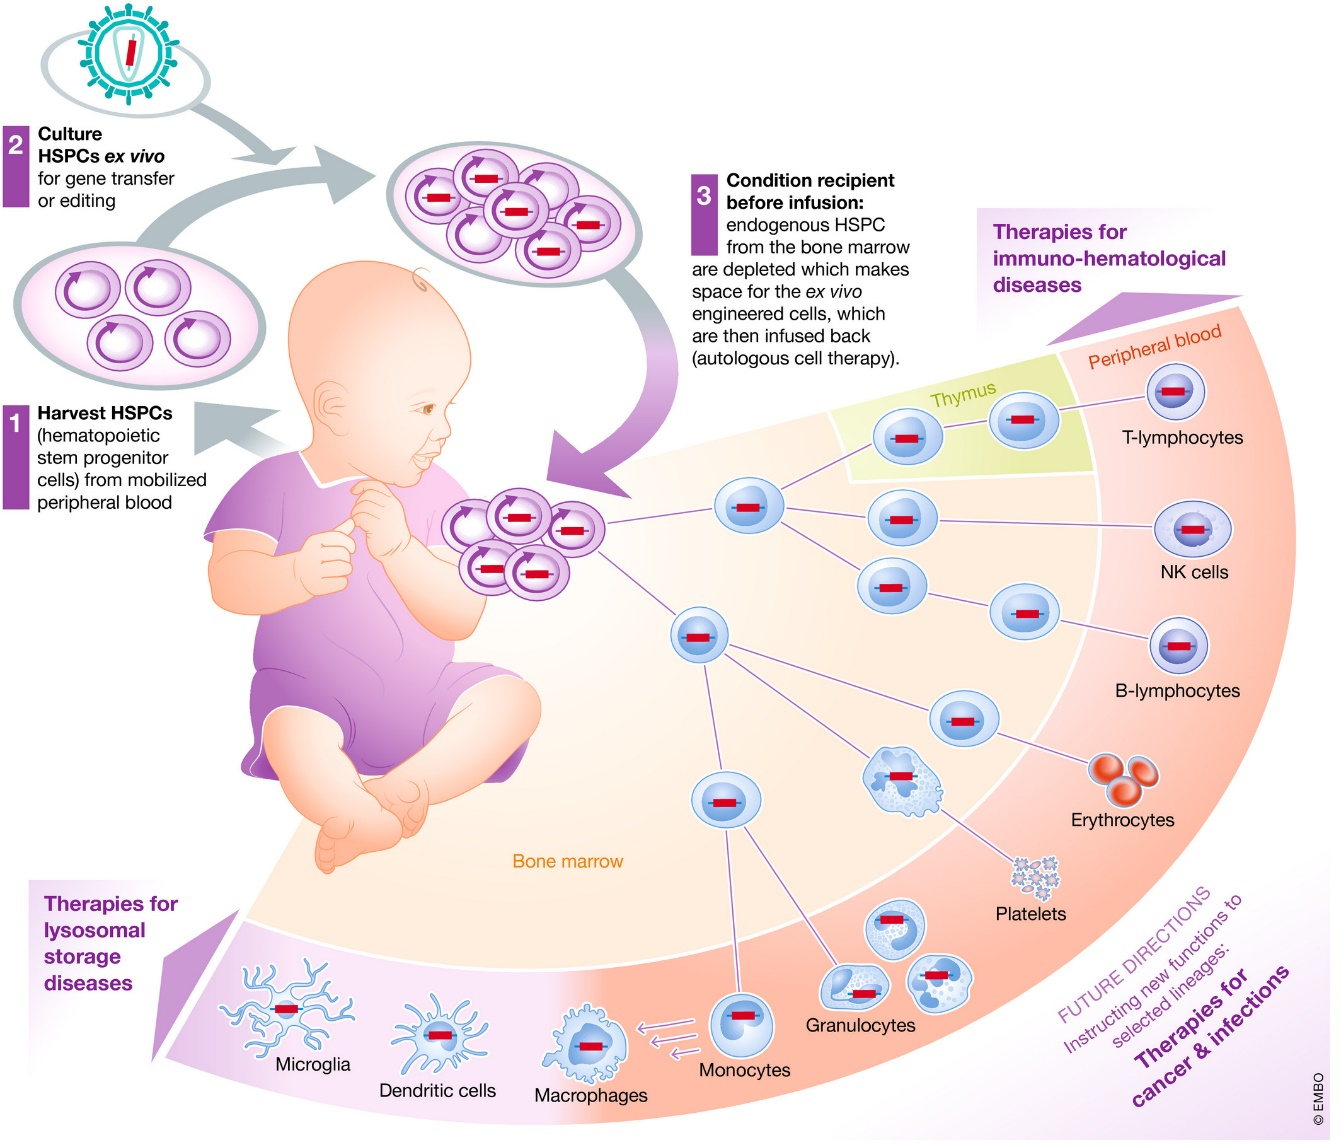 2
Culture
HSPCs ex vivo
for gene transfer
or editing
1
Harvest HSPCs
(hematopoietic
stem progenitor
cells) from mobilized
peripheral blood
3
Condition recipient
before infusion:
endogenous HSPC
from the bone marrow
are depleted which makes
space for the ex vivo
engineered cells, which
are then infused back
(autologous cell therapy).
Therapies for
immuno-hematological
diseases
Peripheral blood
Thymus
T-lymphocytes
NK cells
B-lymphocytes
Erythrocytes
Platelets
Bone marrow
Granulocytes
Monocytes
Macrophages
Dendritic cells
Microglia
Therapies for
lysosomal
storage
diseases
FUTURE DIRECTIONS
Instructing new functions to
selected lineages:
Therapies for
cancer & infections
© EMBO